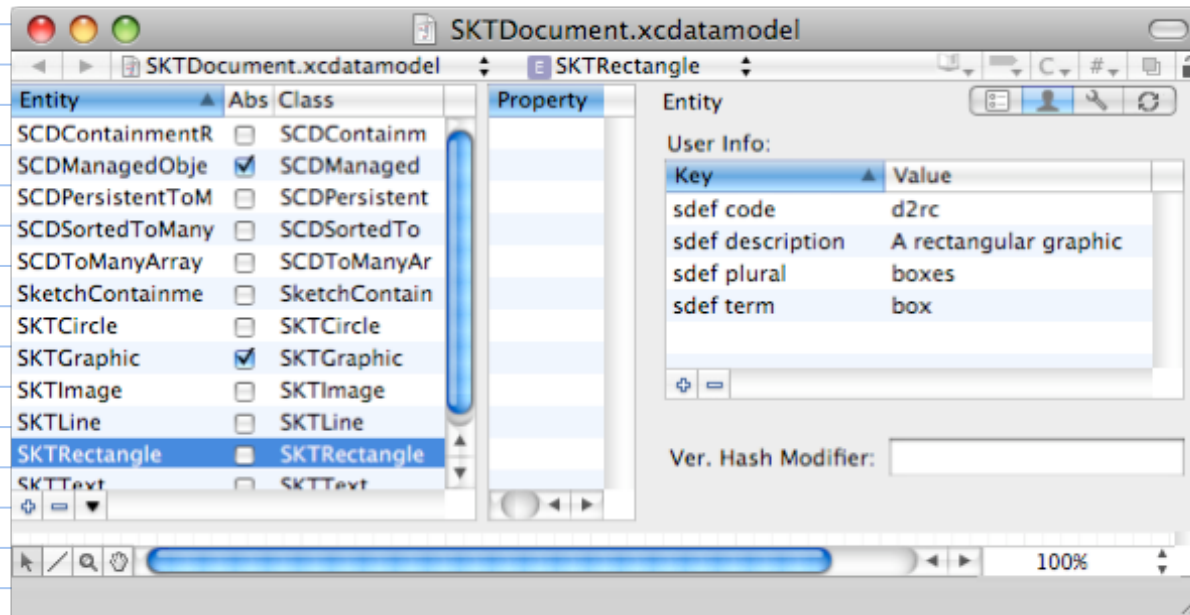 SKTDocument.xcdatamodel
SKTDocument.xcdatamodel SKTRectangle C #
Entity Abs Class
SCDContainmentR SCDContainm
SCDManagedObje SCDManaged
SCDPersistentToM SCDPersistent
SCDSortedToMany SCDSortedTo
SCDToManyArray SCDToManyAr
SketchContainme SketchContain
SKTCircle SKTCircle
SKTGraphic SKTGraphic
SKTImage SKTImage
SKTLine SKTLine
SKTRectangle SKTRectangle
SKTText SKTText
Property
Entity
User Info:
Key Value
sdef code d2rc
sdef description A rectangular graphic
sdef plural boxes
sdef term box
Ver. Hash Modifier:
100%